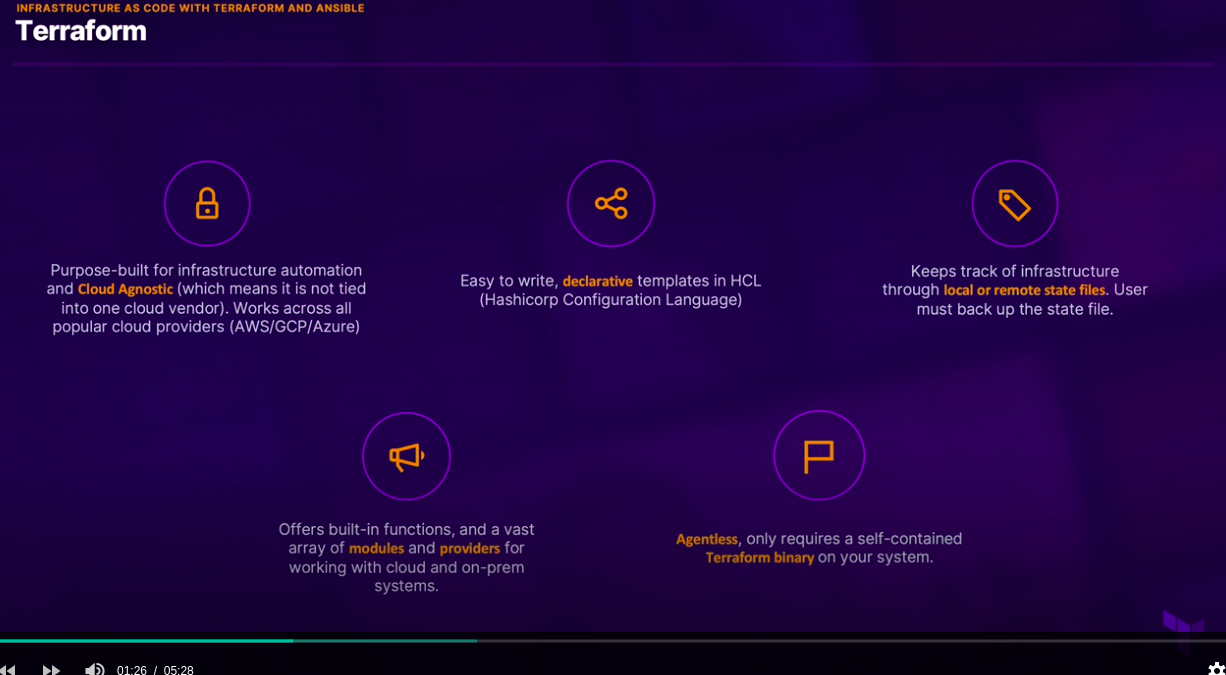 INFRASTRUCTURE AS CODE WITH TERRAFORM AND ANSIBLE
Terraform
Purpose-built for infrastructure automation
and Cloud Agnostic (which means it is not tied
into one cloud vendor). Works across all
popular cloud providers (AWS/GCP/Azure)
Easy to write, declarative templates in HCL
(Hashicorp Configuration Language)
Keeps track of infrastructure
through local or remote state files. User
must back up the state file.
Offers built-in functions, and a vast
array of modules and providers for
working with cloud and on-prem
systems.
Agentless, only requires a self-contained
Terraform binary on your system.
01:26 / 05:28